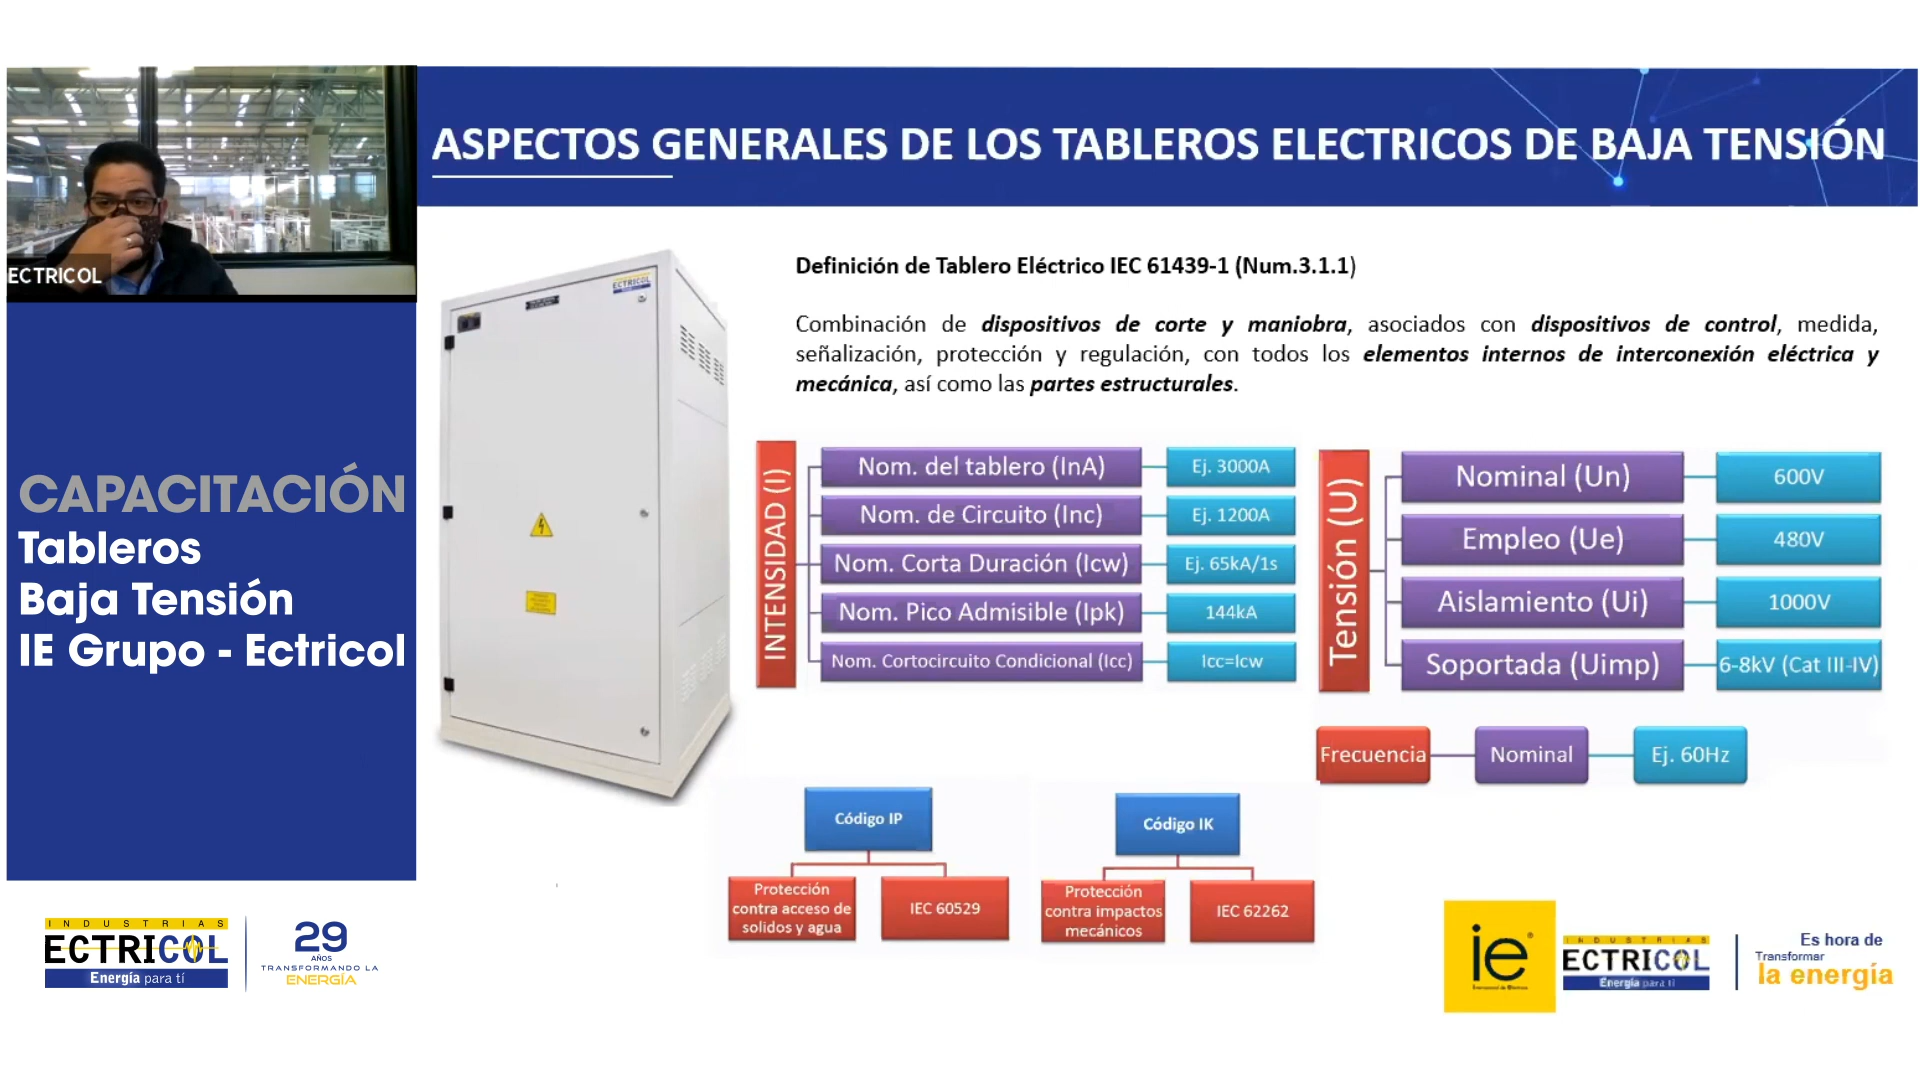 ECTRICOL
CAPACITACIÓN
Tableros
Baja Tensión
IE Grupo - Ectricol
INDUSTRIAS
ECTRICOL
Energía para tí
29
AÑOS
TRANSFORMANDO LA
ENERGÍA
ASPECTOS GENERALES DE LOS TABLEROS ELECTRICOS DE BAJA TENSIÓN
ECTRICOL
Definición de Tablero Eléctrico IEC 61439-1 (Num.3.1.1)
Combinación de dispositivos de corte y maniobra, asociados con dispositivos de control, medida,
señalización, protección y regulación, con todos los elementos internos de interconexión eléctrica y
mecánica, así como las partes estructurales.
INTENSIDAD (I)
Nom. del tablero (InA)
Ej. 3000A
Nom. de Circuito (Inc)
Ej. 1200A
Nom. Corta Duración (Icw)
Ej. 65kA/1s
Nom. Pico Admisible (Ipk)
144kA
Nom. Cortocircuito Condicional (Icc)
Icc=Icw
Tensión (U)
Nominal (Un)
600V
Empleo (Ue)
480V
Aislamiento (Ui)
1000V
Soportada (Uimp)
6-8kV (Cat III-IV)
Frecuencia
Nominal
Ej. 60Hz
Código IP
Protección
contra acceso de
solidos y agua
IEC 60529
Código IK
Protección
contra impactos
mecánicos
IEC 62262
ie
INDUSTRIAS
ECTRICOL
Energía para tí
Es hora de
Transformar
la energía